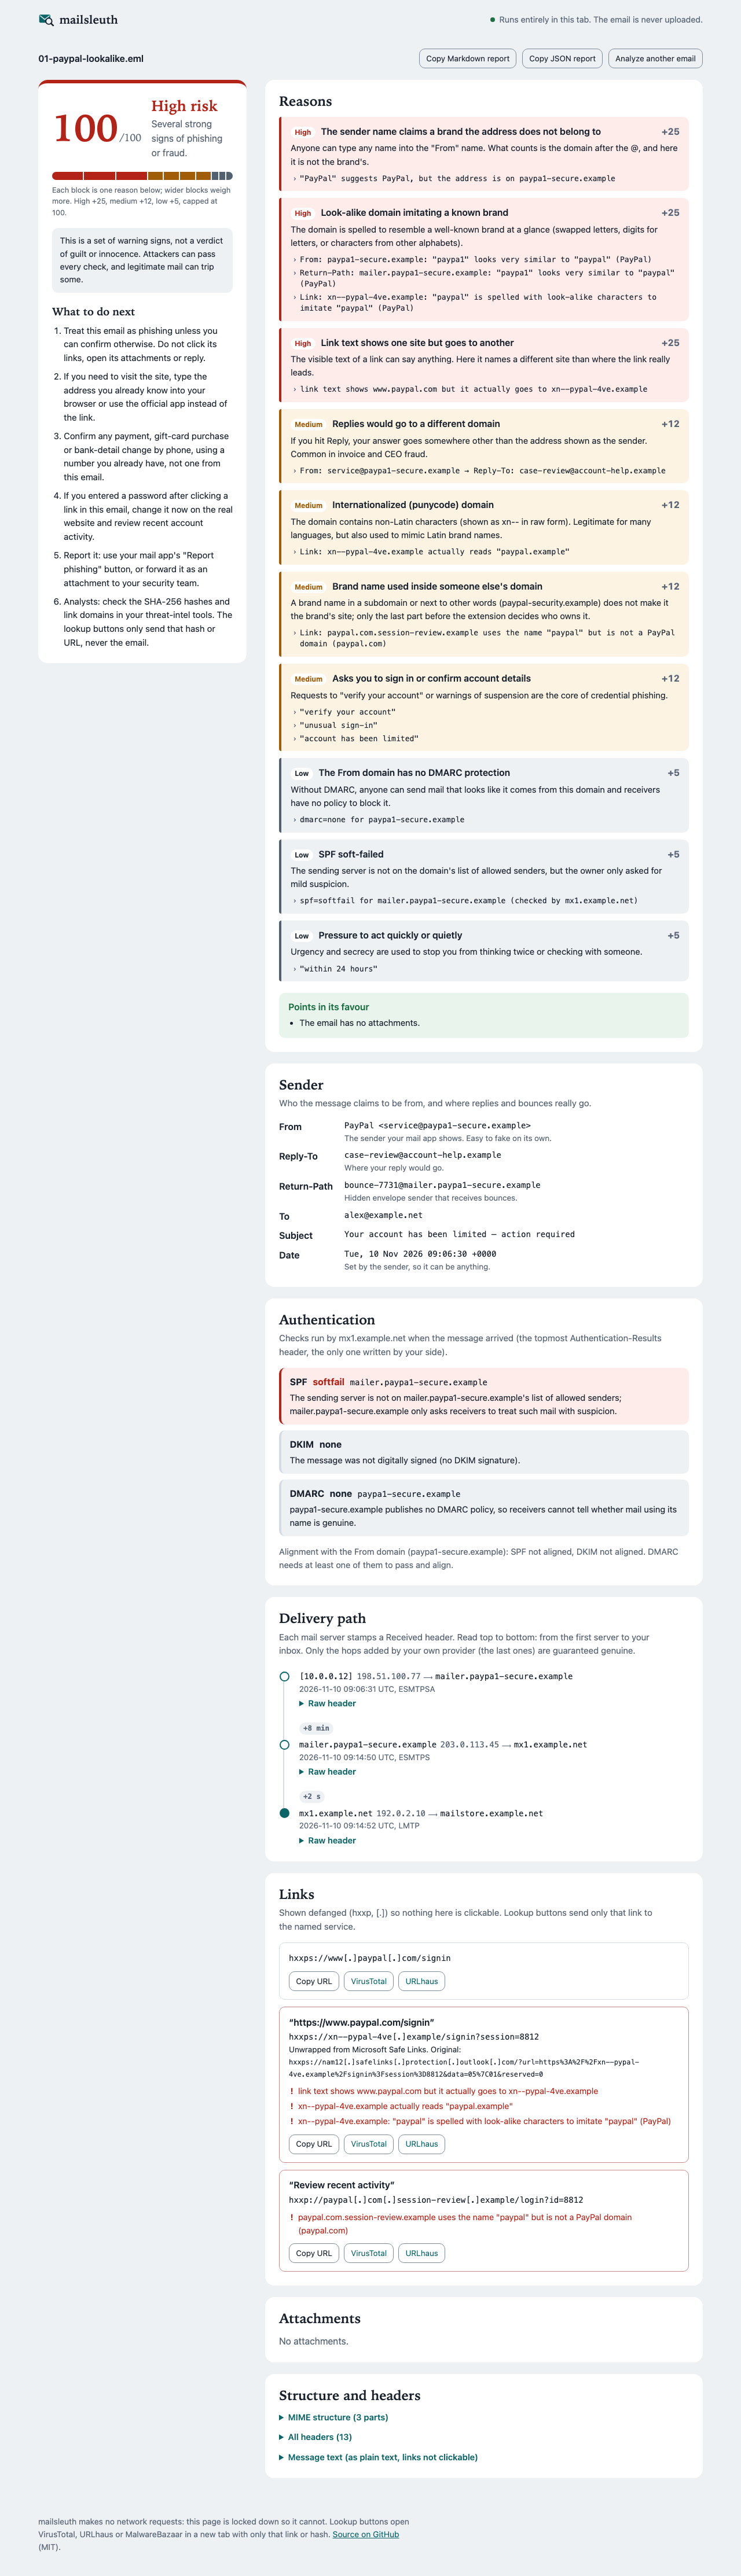 mailsleuth
Runs entirely in this tab. The email is never uploaded.
01-paypal-lookalike.eml
Copy Markdown report
Copy JSON report
Analyze another email
100/100
High risk
Several strong
signs of phishing
or fraud.
Each block is one reason below; wider blocks weigh
more. High +25, medium +12, low +5, capped at
100.
This is a set of warning signs, not a verdict
of guilt or innocence. Attackers can pass
every check, and legitimate mail can trip
some.
What to do next
1. Treat this email as phishing unless you
can confirm otherwise. Do not click its
links, open its attachments or reply.
2. If you need to visit the site, type the
address you already know into your
browser or use the official app instead of
the link.
3. Confirm any payment, gift-card purchase
or bank-detail change by phone, using a
number you already have, not one from
this email.
4. If you entered a password after clicking a
link in this email, change it now on the real
website and review recent account
activity.
5. Report it: use your mail app's "Report
phishing" button, or forward it as an
attachment to your security team.
6. Analysts: check the SHA-256 hashes and
link domains in your threat-intel tools. The
lookup buttons only send that hash or
URL, never the email.
Reasons
High The sender name claims a brand the address does not belong to +25
Anyone can type any name into the "From" name. What counts is the domain after the @, and here
it is not the brand's.
› "PayPal" suggests PayPal, but the address is on paypa1-secure.example
High Look-alike domain imitating a known brand +25
The domain is spelled to resemble a well-known brand at a glance (swapped letters, digits for
letters, or characters from other alphabets).
› From: paypa1-secure.example: "paypa1" looks very similar to "paypal" (PayPal)
› Return-Path: mailer.paypa1-secure.example: "paypa1" looks very similar to "paypal"
(PayPal)
› Link: xn--pypal-4ve.example: "paypal" is spelled with look-alike characters to
imitate "paypal" (PayPal)
High Link text shows one site but goes to another +25
The visible text of a link can say anything. Here it names a different site than where the link really
leads.
› link text shows www.paypal.com but it actually goes to xn--pypal-4ve.example
Medium Replies would go to a different domain +12
If you hit Reply, your answer goes somewhere other than the address shown as the sender.
Common in invoice and CEO fraud.
› From: service@paypa1-secure.example → Reply-To: case-review@account-help.example
Medium Internationalized (punycode) domain +12
The domain contains non-Latin characters (shown as xn-- in raw form). Legitimate for many
languages, but also used to mimic Latin brand names.
› Link: xn--pypal-4ve.example actually reads "paypal.example"
Medium Brand name used inside someone else's domain +12
A brand name in a subdomain or next to other words (paypal-security.example) does not make it
the brand's site; only the last part before the extension decides who owns it.
› Link: paypal.com.session-review.example uses the name "paypal" but is not a PayPal
domain (paypal.com)
Medium Asks you to sign in or confirm account details +12
Requests to "verify your account" or warnings of suspension are the core of credential phishing.
› "verify your account"
› "unusual sign-in"
› "account has been limited"
Low The From domain has no DMARC protection +5
Without DMARC, anyone can send mail that looks like it comes from this domain and receivers
have no policy to block it.
› dmarc=none for paypa1-secure.example
Low SPF soft-failed +5
The sending server is not on the domain's list of allowed senders, but the owner only asked for
mild suspicion.
› spf=softfail for mailer.paypa1-secure.example (checked by mx1.example.net)
Low Pressure to act quickly or quietly +5
Urgency and secrecy are used to stop you from thinking twice or checking with someone.
› "within 24 hours"
Points in its favour
• The email has no attachments.
Sender
Who the message claims to be from, and where replies and bounces really go.
From PayPal <service@paypa1-secure.example>
The sender your mail app shows. Easy to fake on its own.
Reply-To case-review@account-help.example
Where your reply would go.
Return-Path bounce-7731@mailer.paypa1-secure.example
Hidden envelope sender that receives bounces.
To alex@example.net
Subject Your account has been limited — action required
Date Tue, 10 Nov 2026 09:06:30 +0000
Set by the sender, so it can be anything.
Authentication
Checks run by mx1.example.net when the message arrived (the topmost Authentication-Results
header, the only one written by your side).
SPF softfail mailer.paypa1-secure.example
The sending server is not on mailer.paypa1-secure.example's list of allowed senders;
mailer.paypa1-secure.example only asks receivers to treat such mail with suspicion.
DKIM none
The message was not digitally signed (no DKIM signature).
DMARC none paypa1-secure.example
paypa1-secure.example publishes no DMARC policy, so receivers cannot tell whether mail using its
name is genuine.
Alignment with the From domain (paypa1-secure.example): SPF not aligned, DKIM not aligned. DMARC
needs at least one of them to pass and align.
Delivery path
Each mail server stamps a Received header. Read top to bottom: from the first server to your
inbox. Only the hops added by your own provider (the last ones) are guaranteed genuine.
[10.0.0.12] 198.51.100.77 → mailer.paypa1-secure.example
2026-11-10 09:06:31 UTC, ESMTPSA
▶ Raw header
+8 min
mailer.paypa1-secure.example 203.0.113.45 → mx1.example.net
2026-11-10 09:14:50 UTC, ESMTPS
▶ Raw header
+2 s
mx1.example.net 192.0.2.10 → mailstore.example.net
2026-11-10 09:14:52 UTC, LMTP
▶ Raw header
Links
Shown defanged (hxxp, [.]) so nothing here is clickable. Lookup buttons send only that link to
the named service.
hxxps://www[.]paypal[.]com/signin
Copy URL
VirusTotal
URLhaus
“https://www.paypal.com/signin”
hxxps://xn--pypal-4ve[.]example/signin?session=8812
Unwrapped from Microsoft Safe Links. Original:
hxxps://nam12[.]safelinks[.]protection[.]outlook[.]com/?url=https%3A%2F%2Fxn--pypal-
4ve.example%2Fsignin%3Fsession%3D8812&data=05%7C01&reserved=0
! link text shows www.paypal.com but it actually goes to xn--pypal-4ve.example
! xn--pypal-4ve.example actually reads "paypal.example"
! xn--pypal-4ve.example: "paypal" is spelled with look-alike characters to imitate "paypal" (PayPal)
Copy URL
VirusTotal
URLhaus
“Review recent activity”
hxxp://paypal[.]com[.]session-review[.]example/login?id=8812
! paypal.com.session-review.example uses the name "paypal" but is not a PayPal domain
(paypal.com)
Copy URL
VirusTotal
URLhaus
Attachments
No attachments.
Structure and headers
▶ MIME structure (3 parts)
▶ All headers (13)
▶ Message text (as plain text, links not clickable)
mailsleuth makes no network requests: this page is locked down so it cannot. Lookup buttons open
VirusTotal, URLhaus or MalwareBazaar in a new tab with only that link or hash. Source on GitHub
(MIT).